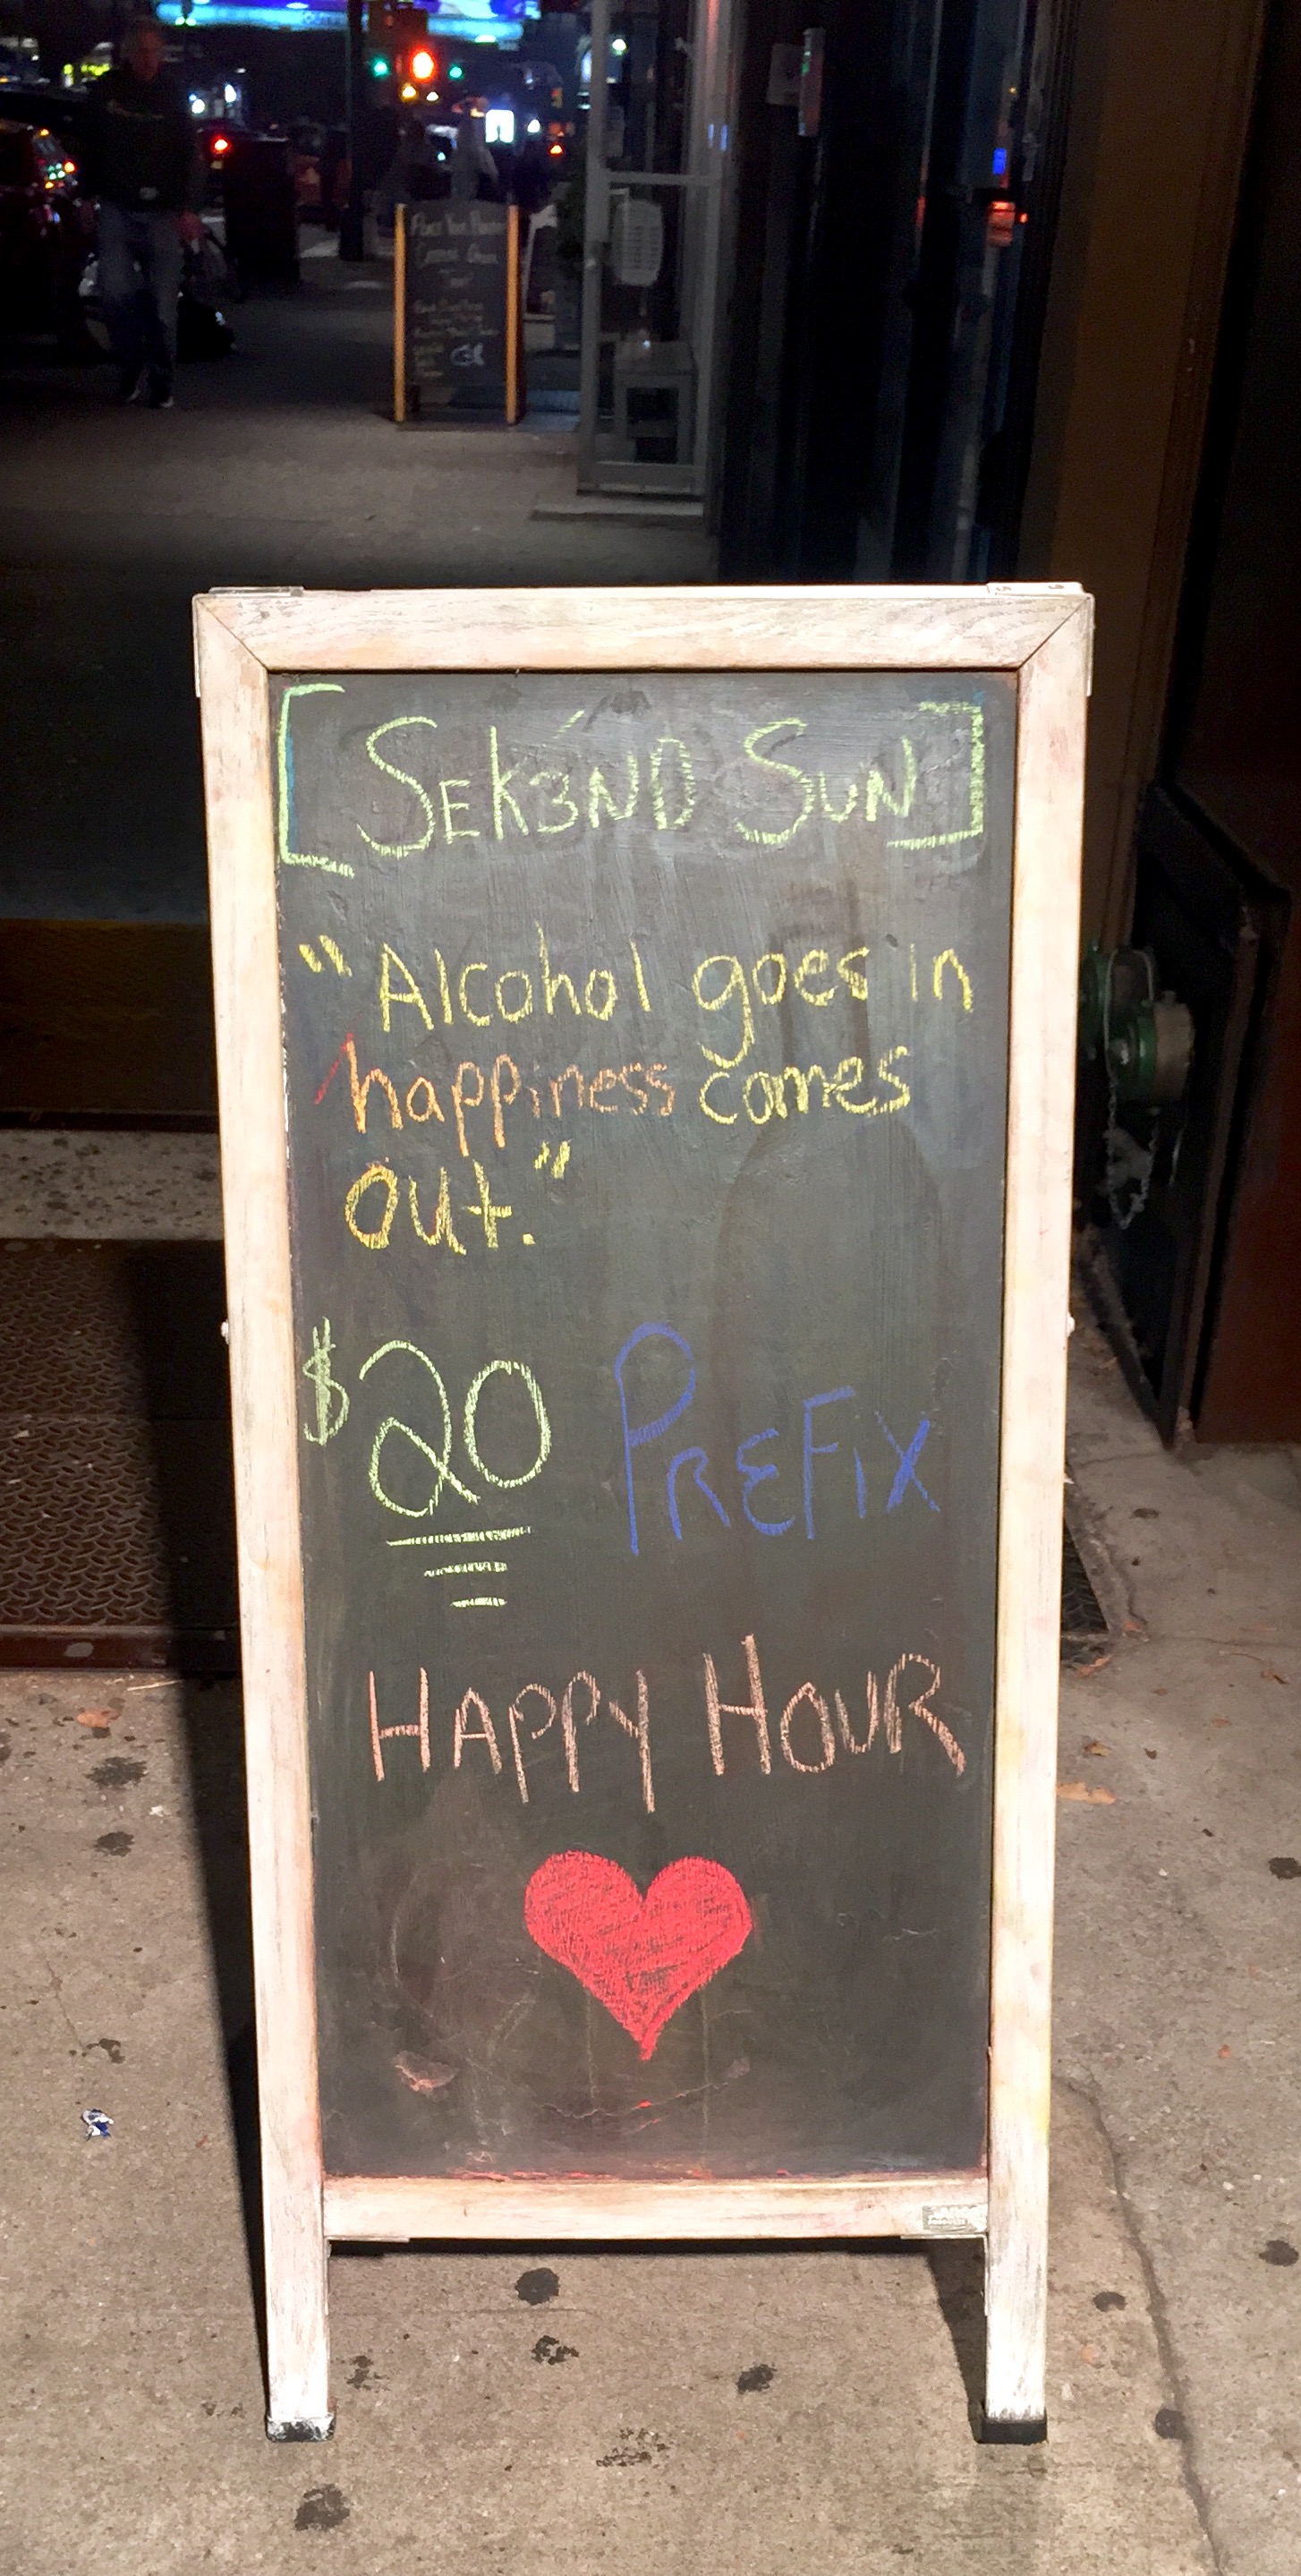 [SEK3ND SUN]
"Alcohol goes in
happiness comes
out."
$20 PREFIX
HAPPY HOUR